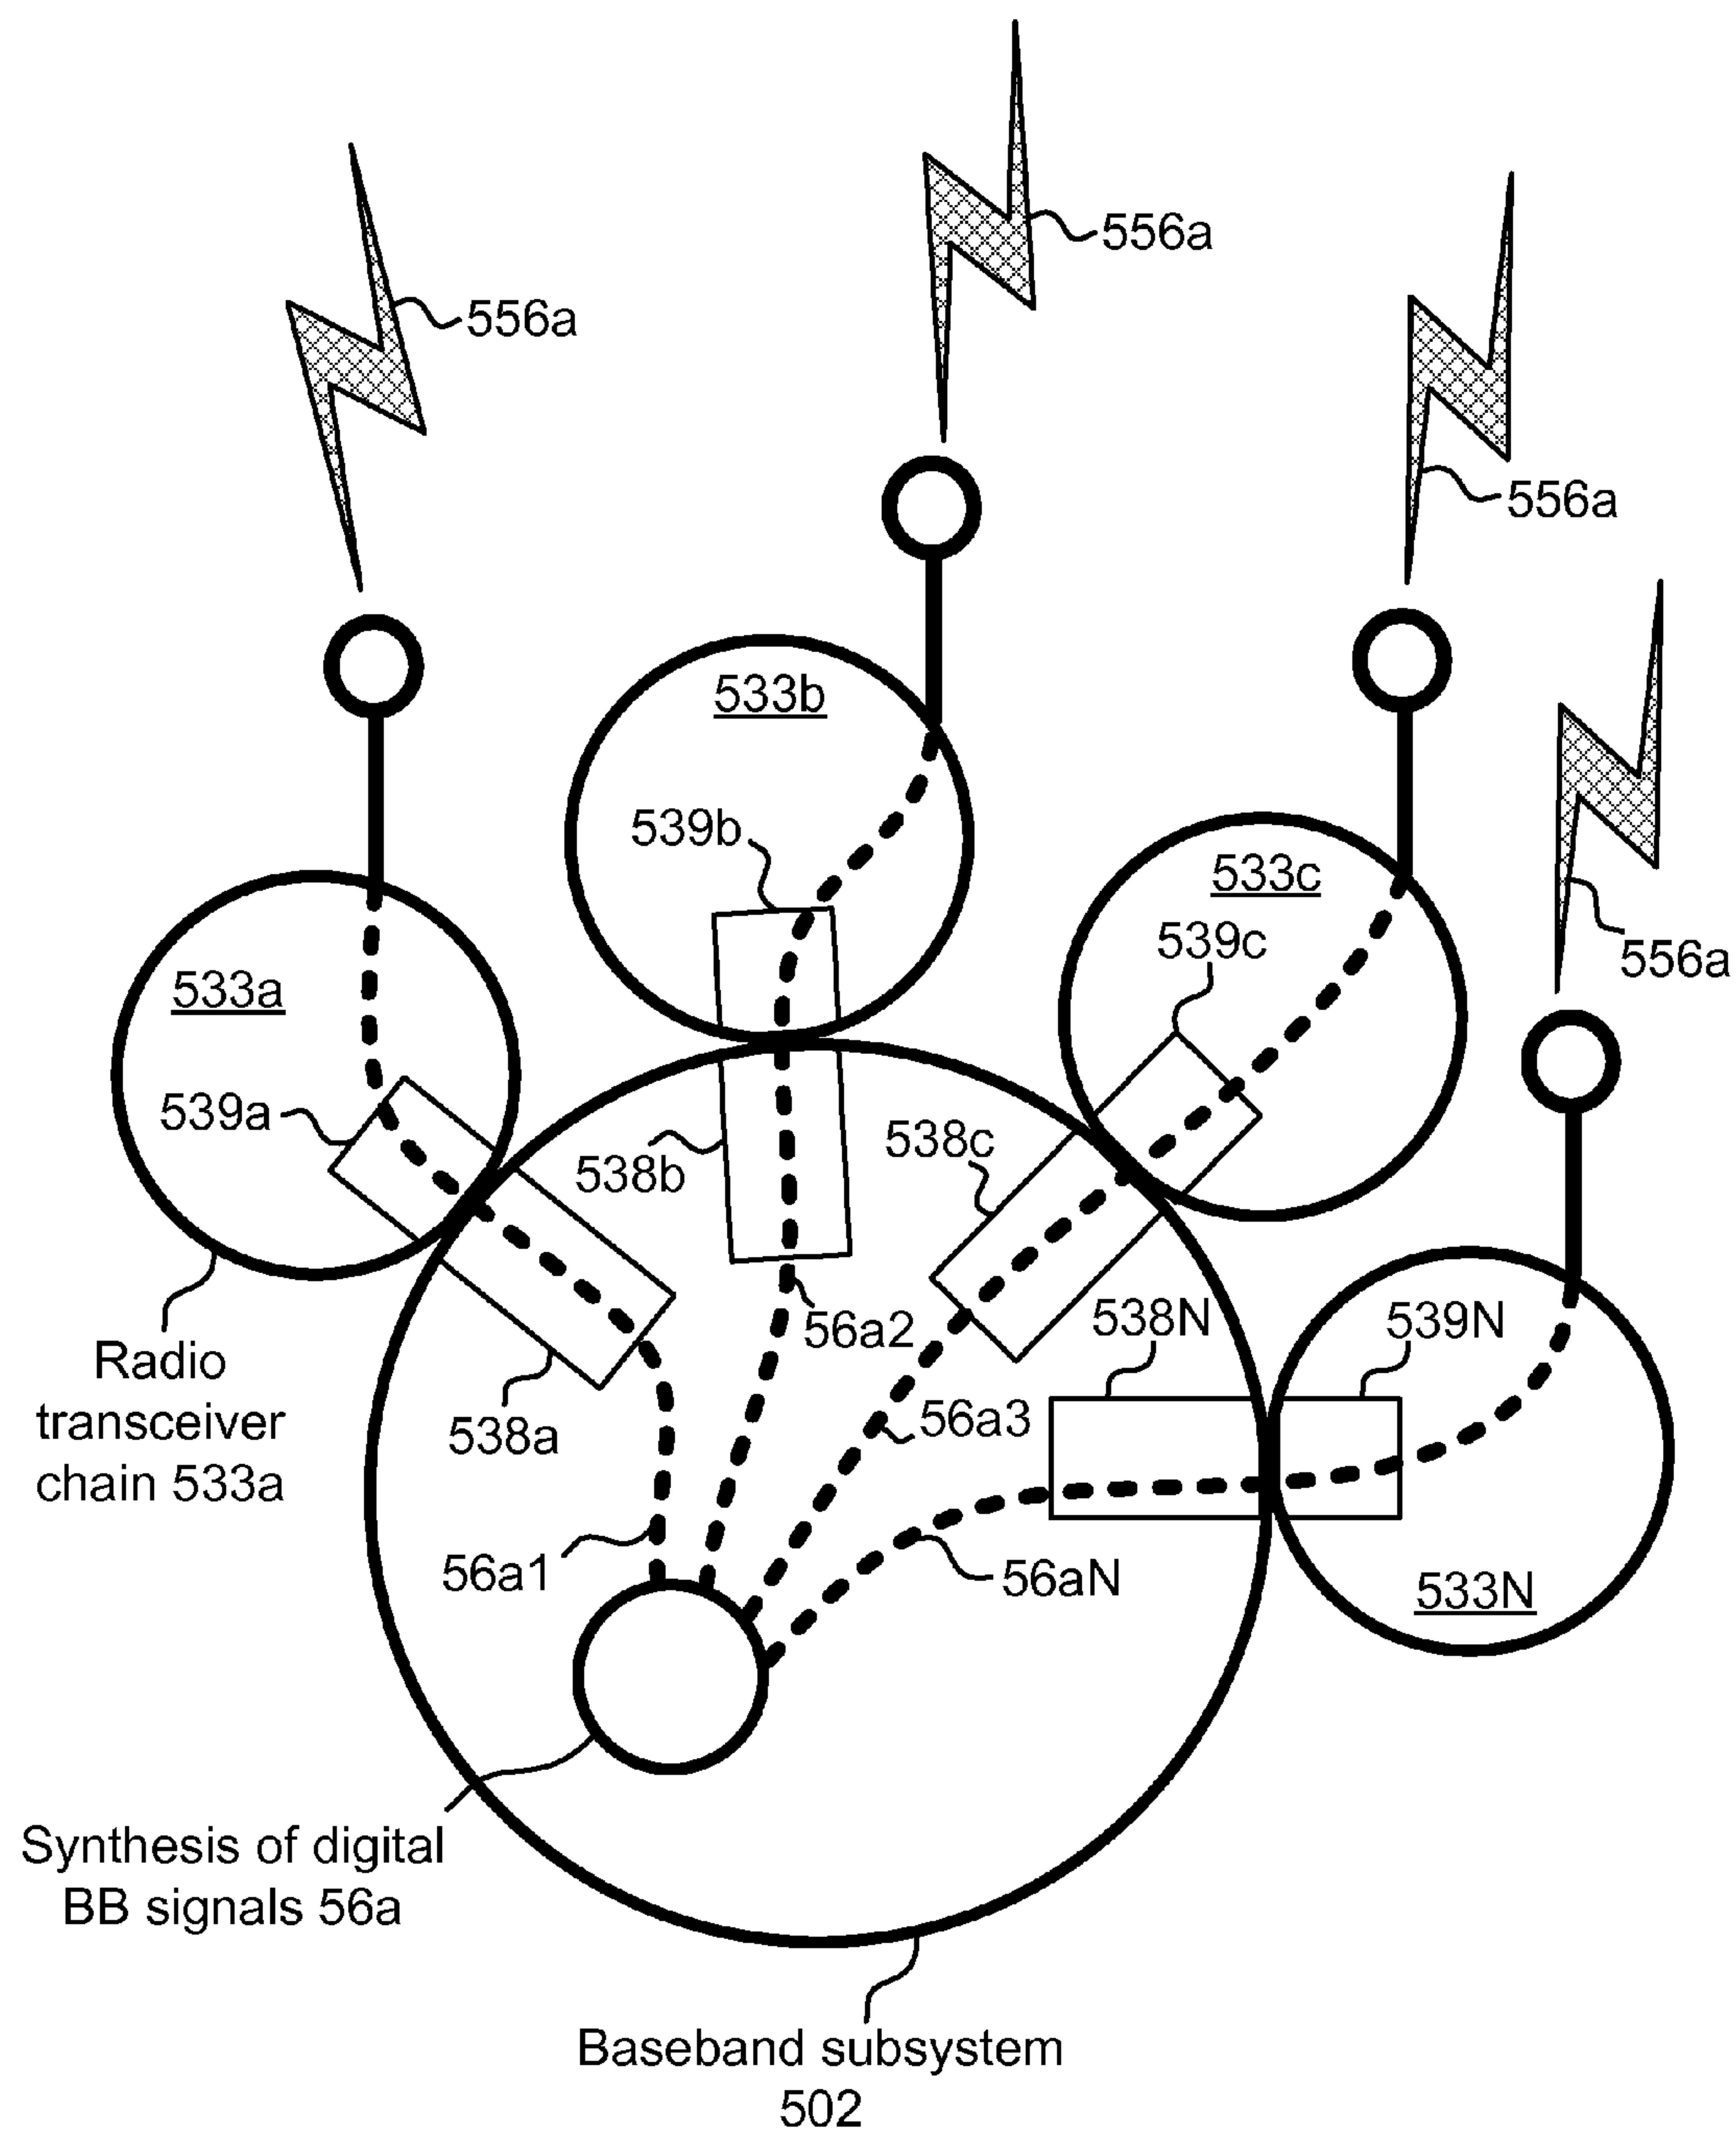 556a
556a
556a
533b
539b
533c
539c
556a
533a
539a
538b
538c
56a2
538N
539N
Radio
transceiver
chain 533a
538a
56a3
56a1
56aN
533N
Synthesis of digital
BB signals 56a
Baseband subsystem
502